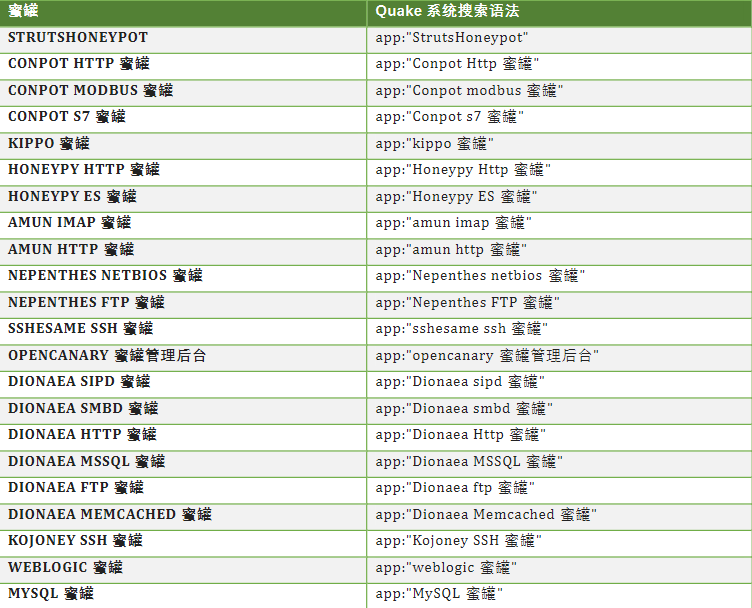 蜜罐 Quake 系统搜索语法
STRUTSHONEYPOT app:"StrutsHoneypot"
CONPOT HTTP 蜜罐 app:"Conpot Http 蜜罐"
CONPOT MODBUS 蜜罐 app:"Conpot modbus 蜜罐"
CONPOT S7 蜜罐 app:"Conpot s7 蜜罐"
KIPPO 蜜罐 app:"kippo 蜜罐"
HONEYPY HTTP 蜜罐 app:"Honeypy Http 蜜罐"
HONEYPY ES 蜜罐 app:"Honeypy ES 蜜罐"
AMUN IMAP 蜜罐 app:"amun imap 蜜罐"
AMUN HTTP 蜜罐 app:"amun http 蜜罐"
NEPENTHES NETBIOS 蜜罐 app:"Nepenthes netbios 蜜罐"
NEPENTHES FTP 蜜罐 app:"Nepenthes FTP 蜜罐"
SSHESAME SSH 蜜罐 app:"sshesame ssh 蜜罐"
OPENCANARY 蜜罐管理后台 app:"opencanary 蜜罐管理后台"
DIONAEA SIPD 蜜罐 app:"Dionaea sipd 蜜罐"
DIONAEA SMBD 蜜罐 app:"Dionaea smbd 蜜罐"
DIONAEA HTTP 蜜罐 app:"Dionaea Http 蜜罐"
DIONAEA MSSQL 蜜罐 app:"Dionaea MSSQL 蜜罐"
DIONAEA FTP 蜜罐 app:"Dionaea ftp 蜜罐"
DIONAEA MEMCACHED 蜜罐 app:"Dionaea Memcached 蜜罐"
KOJONEY SSH 蜜罐 app:"Kojoney SSH 蜜罐"
WEBLOGIC 蜜罐 app:"weblogic 蜜罐"
MYSQL 蜜罐 app:"MySQL 蜜罐"